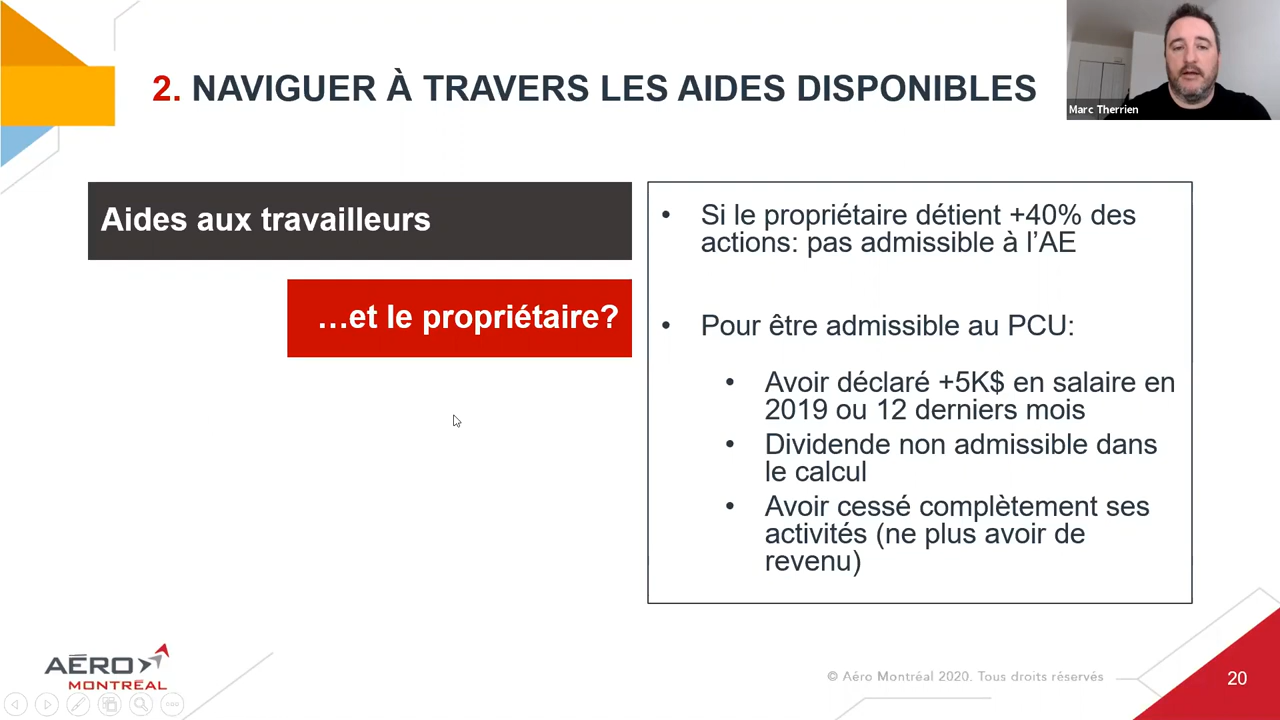 2. NAVIGUER À TRAVERS LES AIDES DISPONIBLES
Marc Therrien
Aides aux travailleurs
…et le propriétaire?
• Si le propriétaire détient +40% des
actions: pas admissible à l’AE
• Pour être admissible au PCU:
• Avoir déclaré +5K$ en salaire en
2019 ou 12 derniers mois
• Dividende non admissible dans
le calcul
• Avoir cessé complètement ses
activités (ne plus avoir de
revenu)
AÉRO
MONTRÉAL
© Aéro Montréal 2020. Tous droits réservés
20